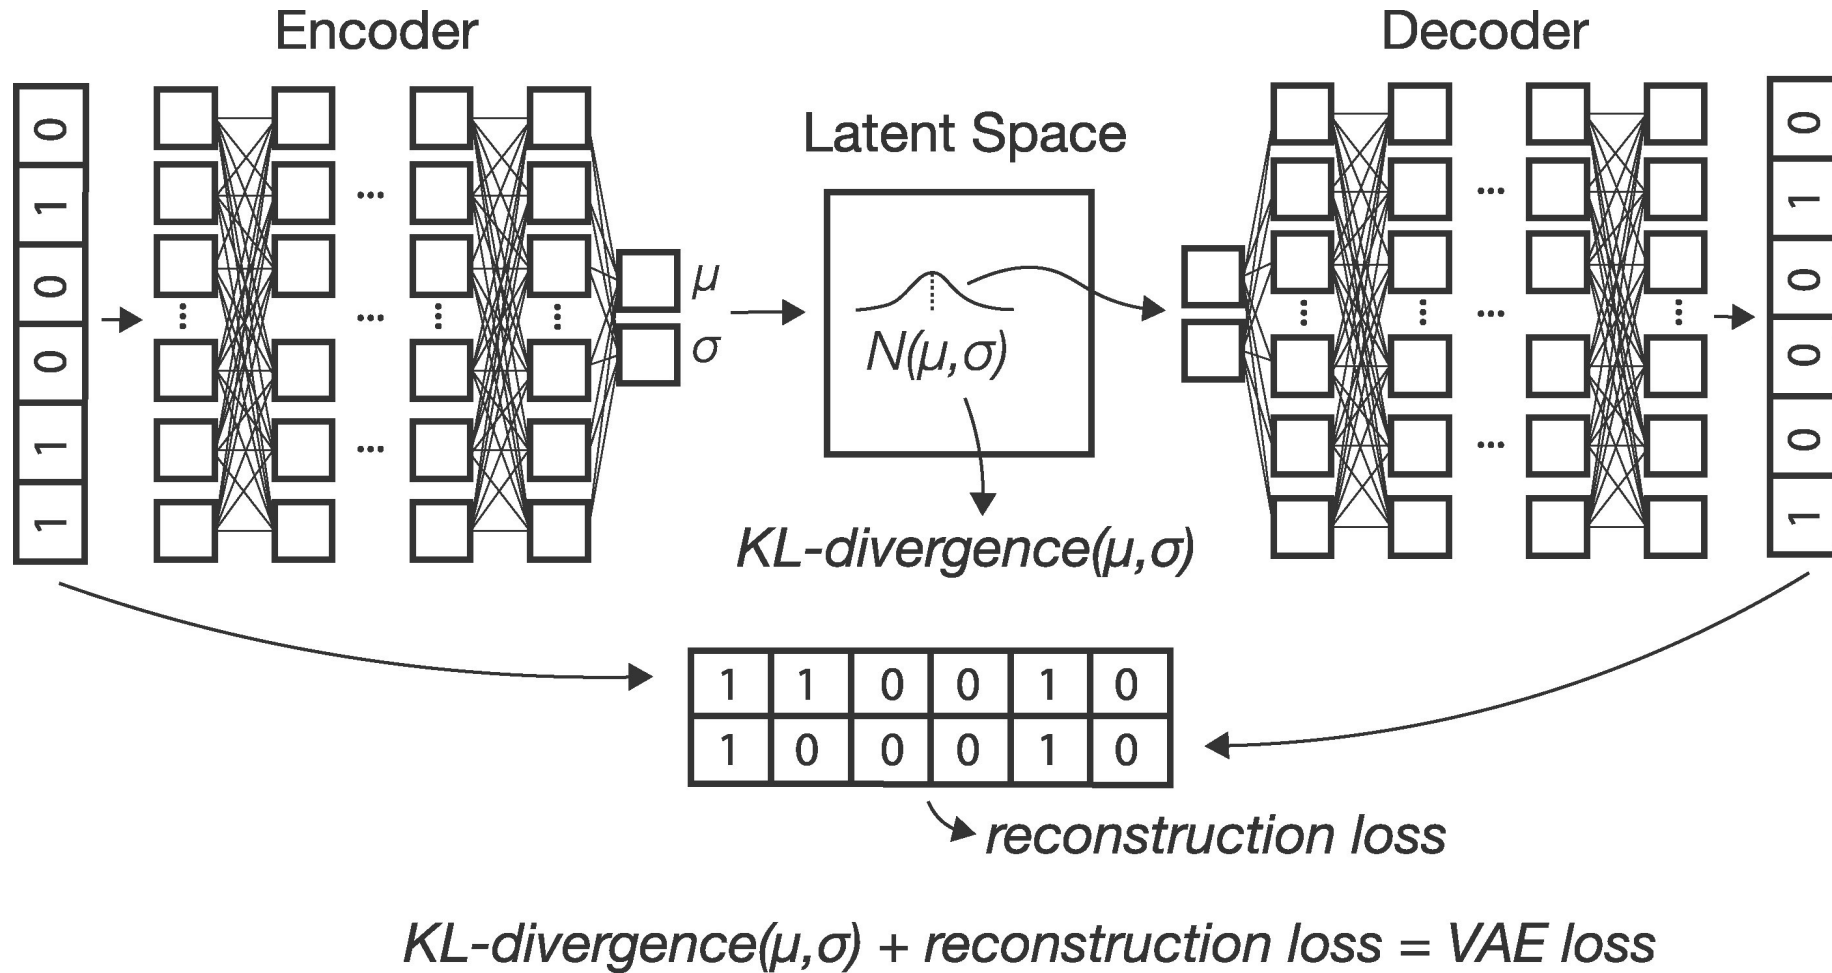 Encoder
Decoder
Latent Space
0
1
0
0
1
1
...
...
...
...
...
...
μ
σ
N(μ,σ)
KL-divergence(μ,σ)
...
...
...
...
...
...
0
1
0
0
0
1
1 1 0 0 1 0
1 0 0 0 1 0
reconstruction loss
KL-divergence(μ,σ) + reconstruction loss = VAE loss